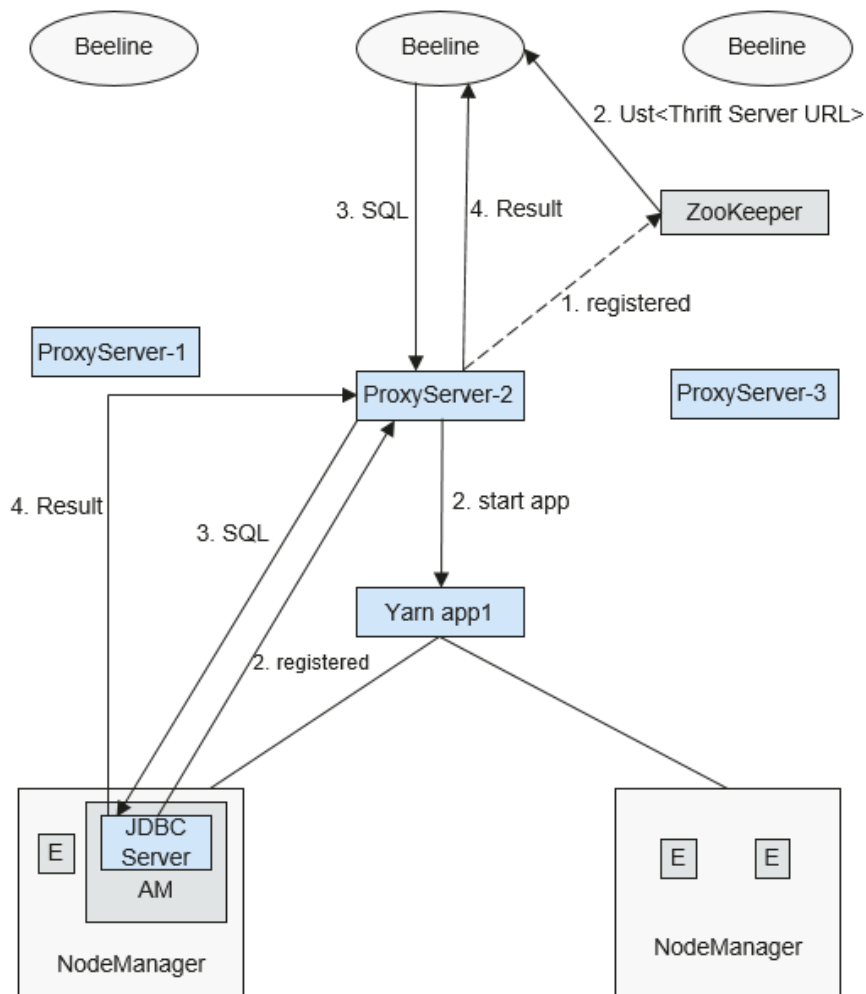 Beeline
Beeline
Beeline
2. Ust<Thrift Server URL>
3. SQL
4. Result
ZooKeeper
1. registered
ProxyServer-1
ProxyServer-2
ProxyServer-3
4. Result
2. start app
3. SQL
Yarn app1
2. registered
JDBC
Server
E
AM
NodeManager
E
E
NodeManager